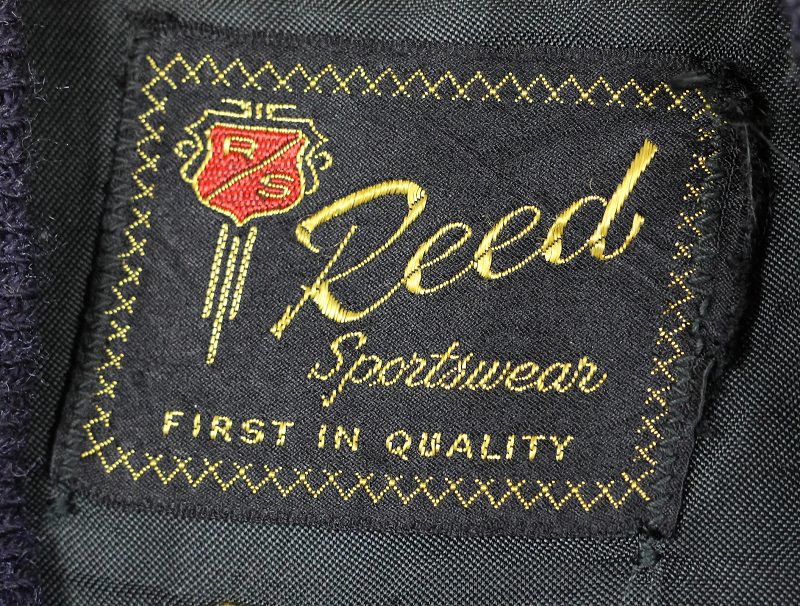 R
S
Reed
Sportswear
FIRST IN QUALITY